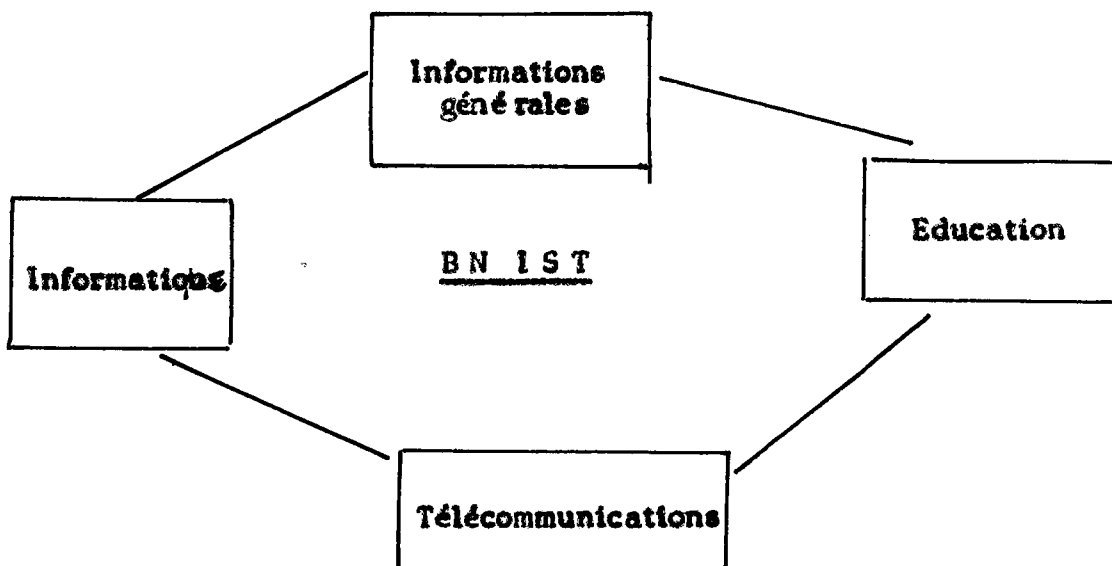 Informations
générales
Education
BN IST
Informations
Télécommunications